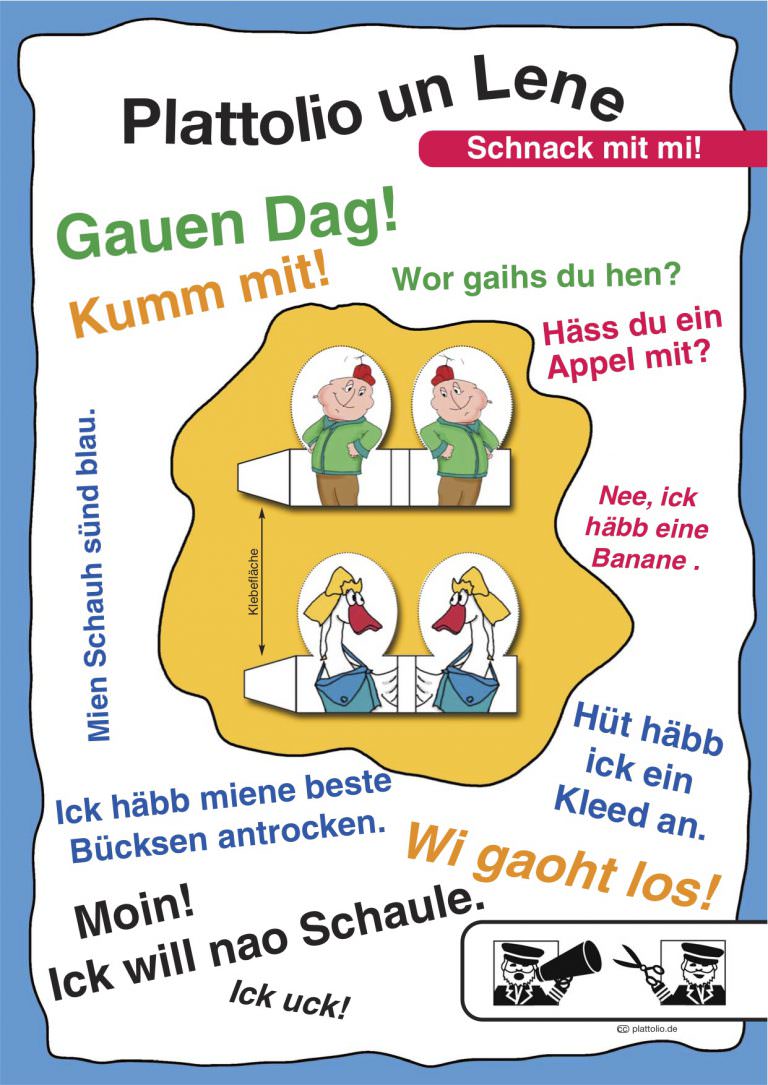 Plattolio un Lene
Schnack mit mi!
Gauen Dag!
Kumm mit!
Wor gaihs du hen?
Häss du ein
Appel mit?
Mien Schauh sünd blau.
Nee, ick
häbb eine
Banane .
Klebefläche
Hüt häbb
ick ein
Kleed an.
Ick häbb miene beste
Bücksen antrocken.
Wi gaoht los!
Moin!
Ick will nao Schaule.
Ick uck!
cc plattolio.de